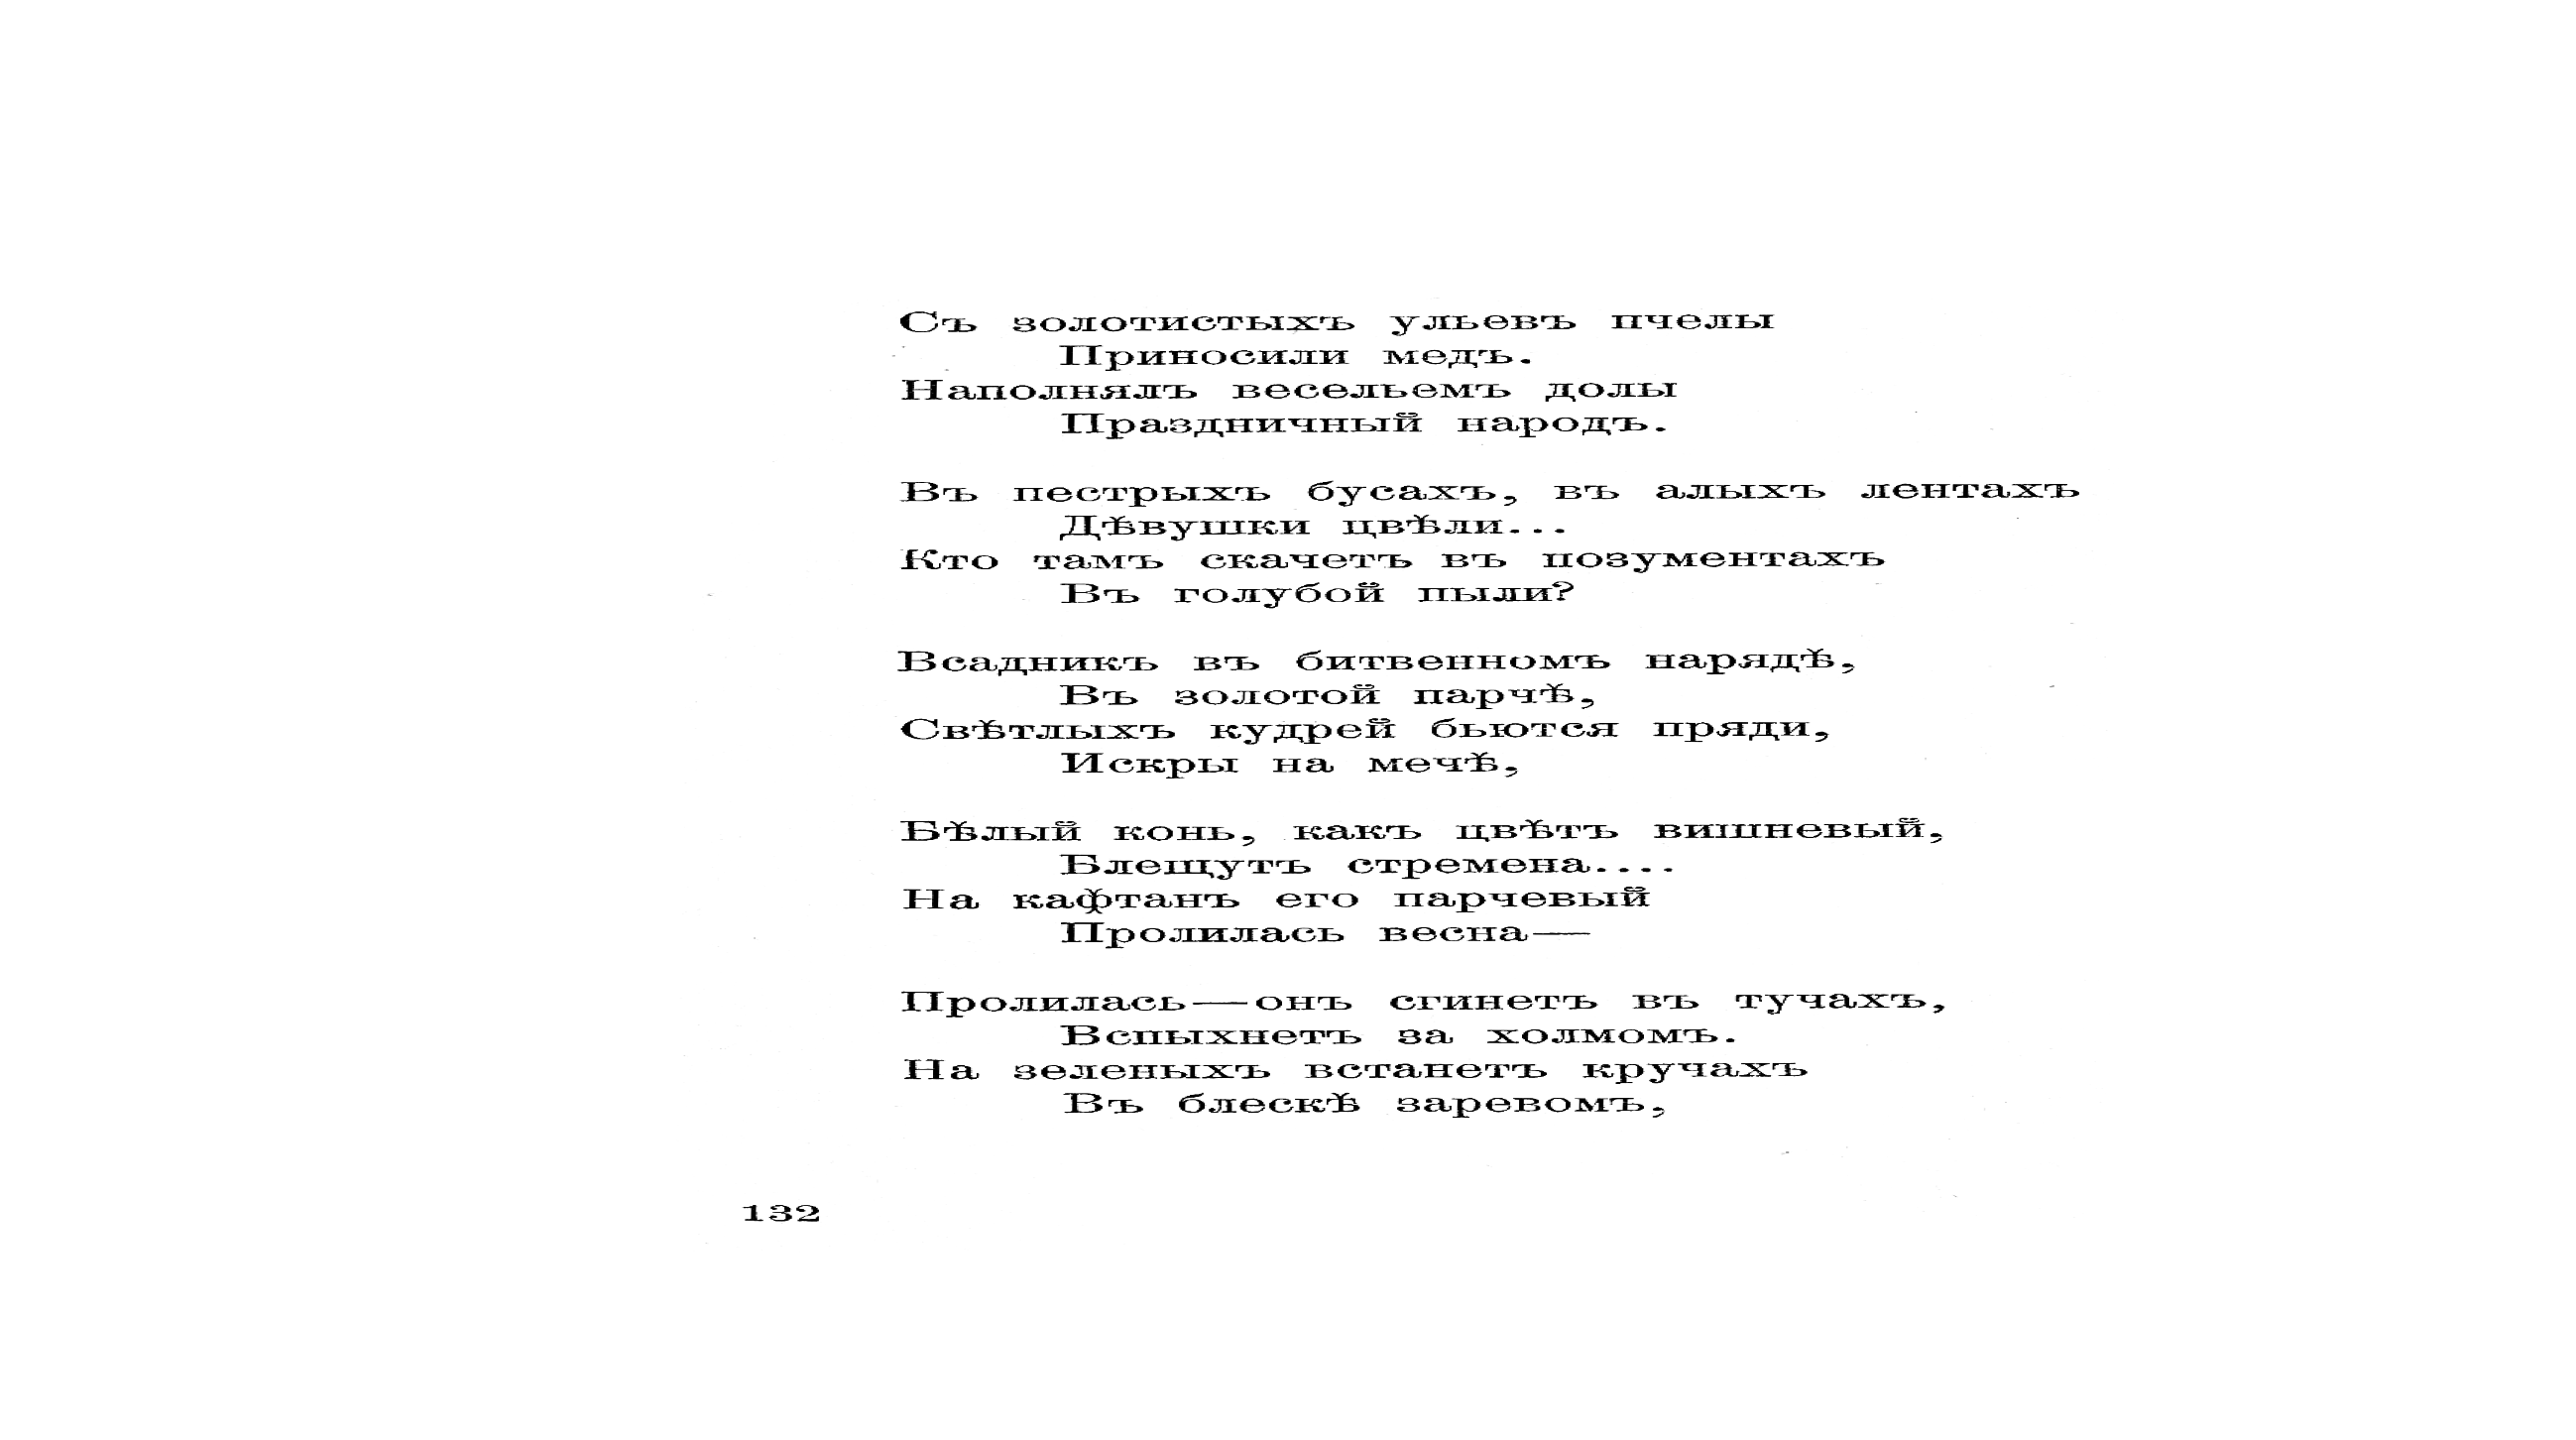 Съ золотистыхъ ульевъ пчелы
Приносили медъ.
Наполнялъ весельемъ долы
Праздничный народъ.
Въ пестрыхъ бусахъ, въ алыхъ лентахъ
Дѣвушки цвѣли...
Кто тамъ скачетъ въ позументахъ
Въ голубой пыли?
Всадникъ въ битвенномъ нарядѣ,
Въ золотой парчѣ,
Свѣтлыхъ кудрей бьются пряди,
Искры на мечѣ,
Бѣлый конь, какъ цвѣтъ вишневый,
Блещутъ стремена....
На кафтанъ его парчевый
Пролилась весна—
Пролилась—онъ сгинетъ въ тучахъ,
Вспыхнетъ за холмомъ.
На зеленыхъ встанетъ кручахъ
Въ блескѣ заревомъ,
132